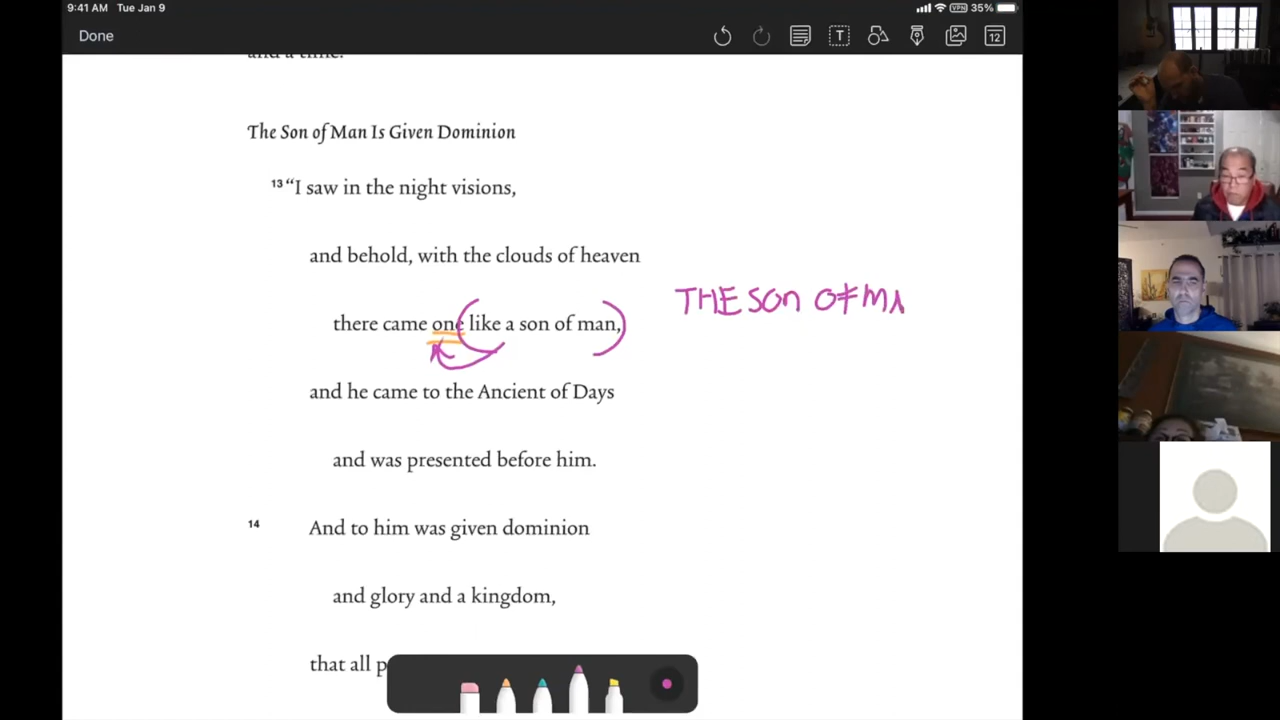 9:41 AM Tue Jan 9
VPN 35%
Done
T
12
and a time.
The Son of Man Is Given Dominion
13 “I saw in the night visions,
and behold, with the clouds of heaven
there came one (like a son of man,)
THE SON OF MA
and he came to the Ancient of Days
and was presented before him.
14 And to him was given dominion
and glory and a kingdom,
that all p